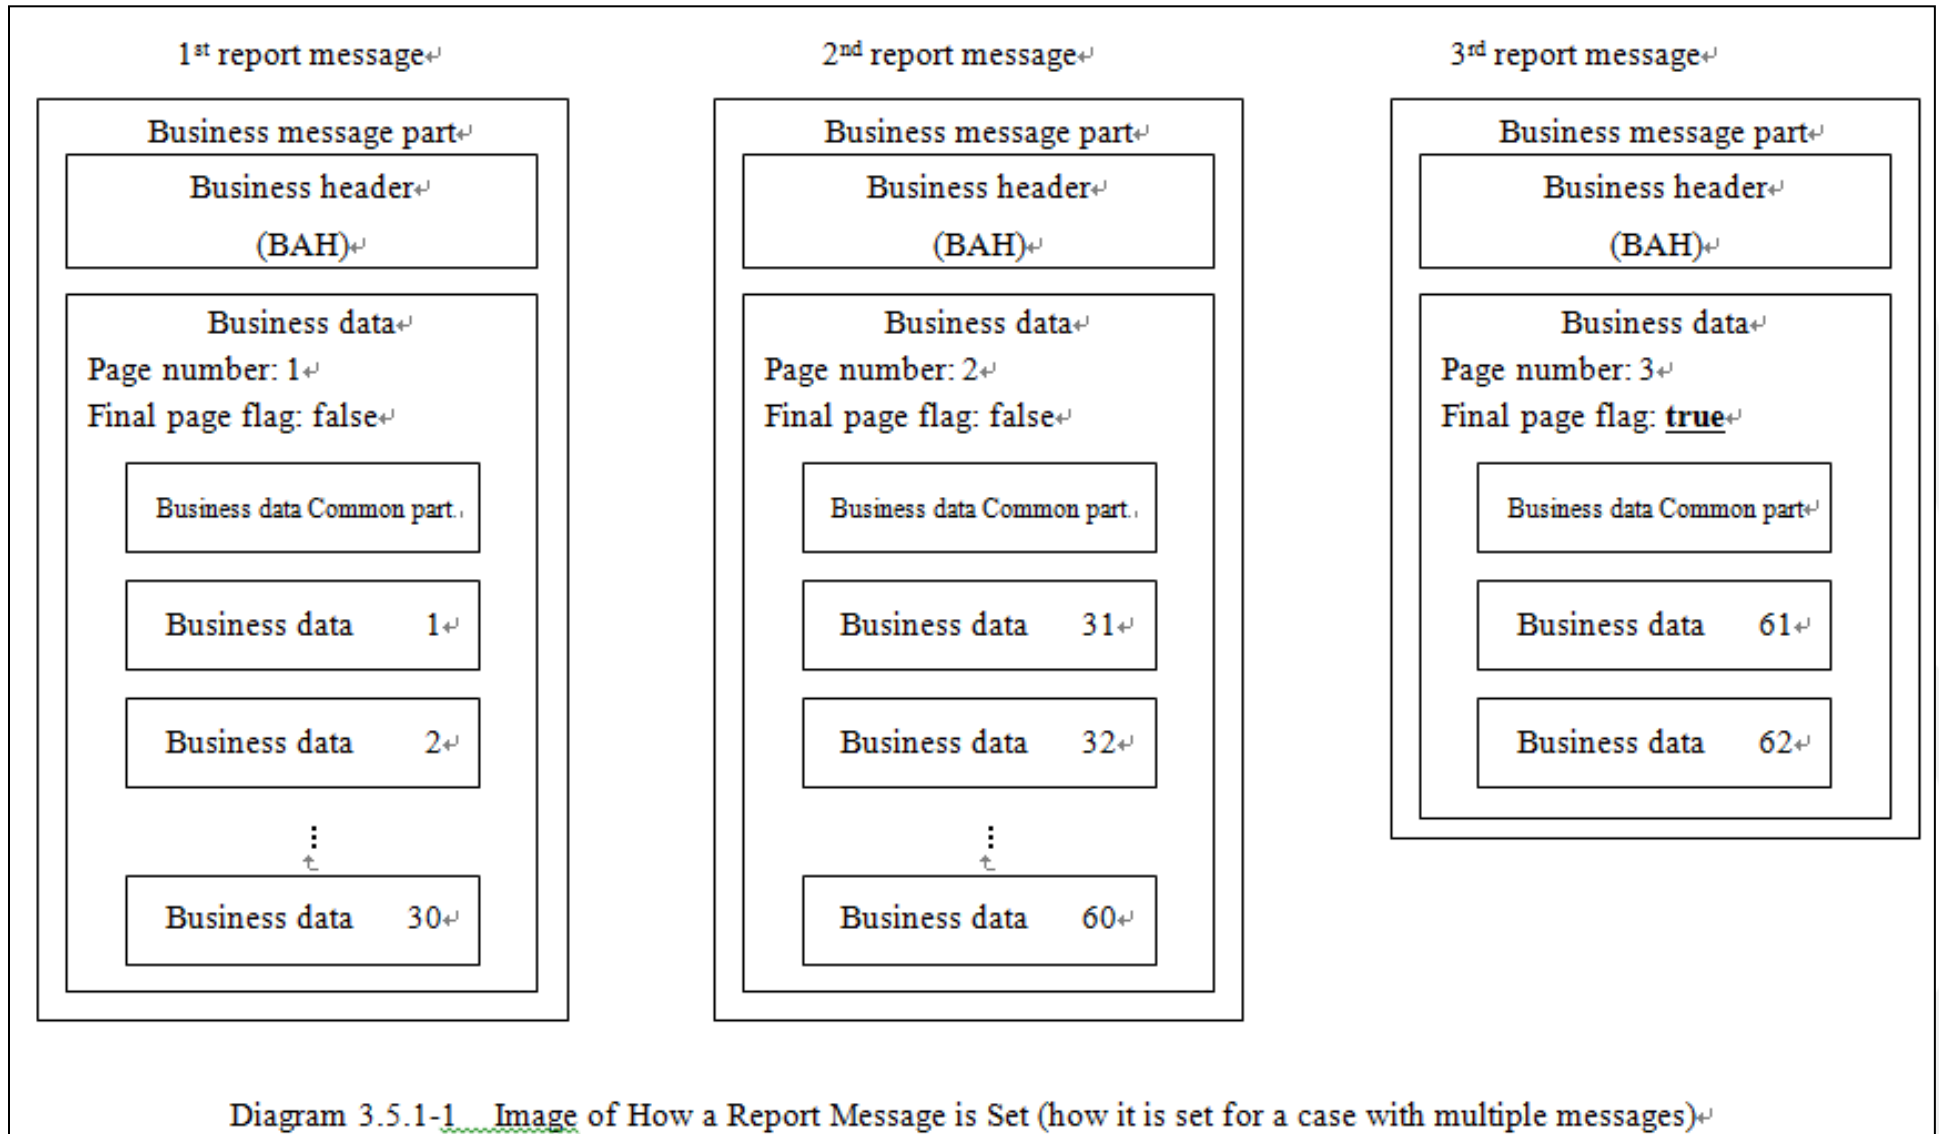 1st report message
Business message part
Business header
(BAH)
Business data
Page number: 1
Final page flag: false
Business data Common part
Business data 1
Business data 2
⋮
Business data 30
2nd report message
Business message part
Business header
(BAH)
Business data
Page number: 2
Final page flag: false
Business data Common part
Business data 31
Business data 32
⋮
Business data 60
3rd report message
Business message part
Business header
(BAH)
Business data
Page number: 3
Final page flag: true
Business data Common part
Business data 61
Business data 62
Diagram 3.5.1-1 Image of How a Report Message is Set (how it is set for a case with multiple messages)